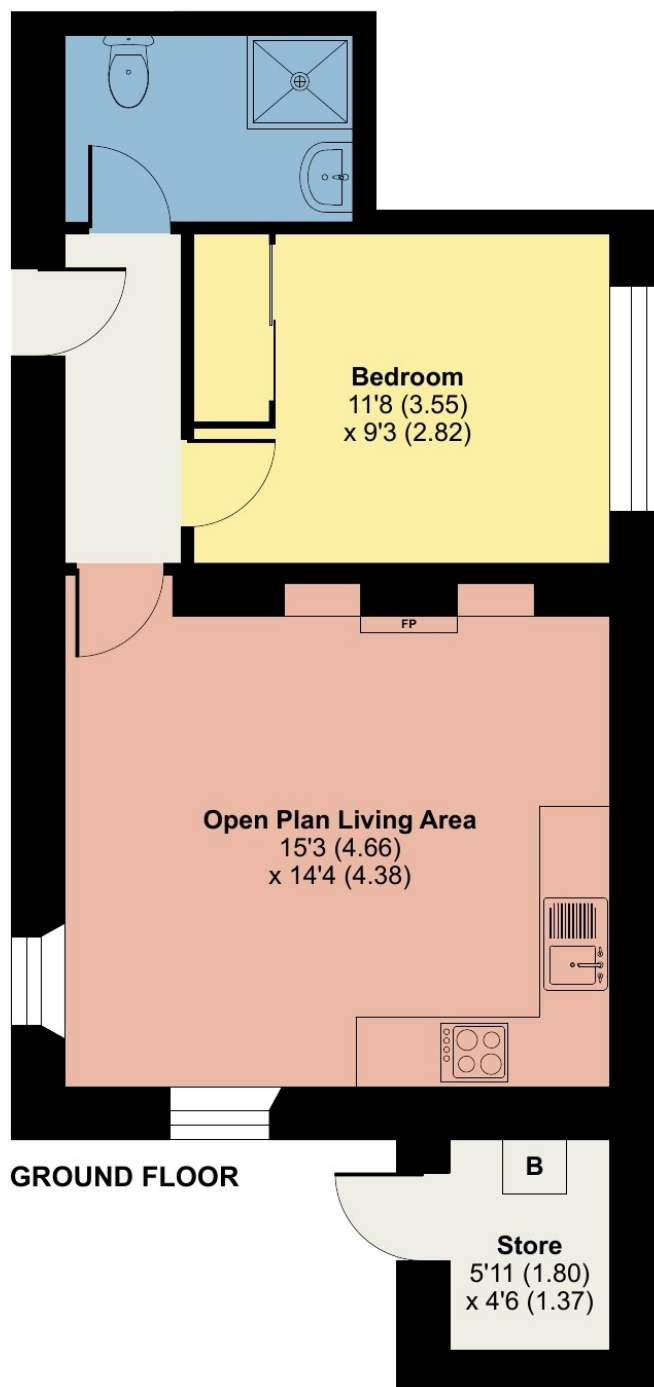 Bedroom
11'8 (3.55)
x 9'3 (2.82)
FP
Open Plan Living Area
15'3 (4.66)
x 14'4 (4.38)
GROUND FLOOR
B
Store
5'11 (1.80)
x 4'6 (1.37)